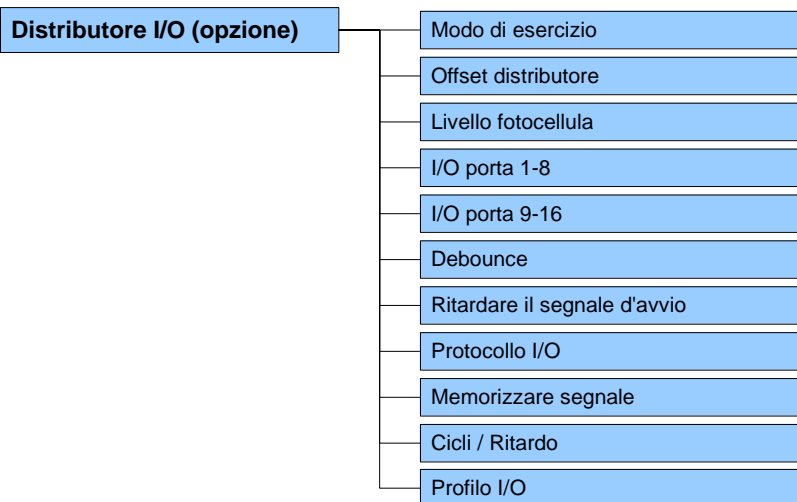 Distributore I/O (opzione)
Modo di esercizio
Offset distributore
Livello fotocellula
I/O porta 1-8
I/O porta 9-16
Debounce
Ritardare il segnale d'avvio
Protocollo I/O
Memorizzare segnale
Cicli / Ritardo
Profilo I/O